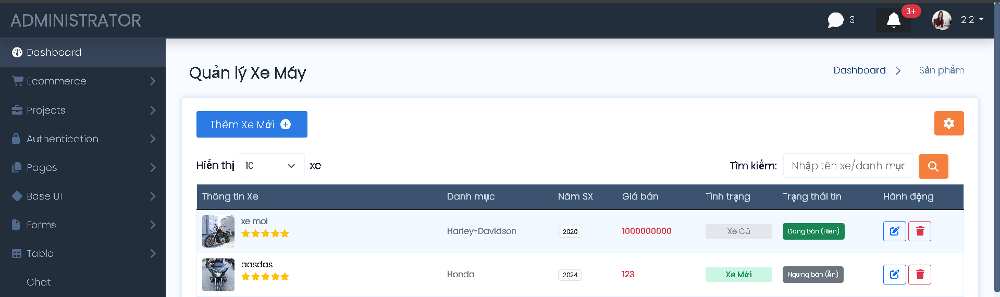 ADMINISTRATOR
3
3+
2 2
Dashboard
Ecommerce
Projects
Authentication
Pages
Base UI
Forms
Table
Chat
Quản lý Xe Máy
Dashboard
Sản phẩm
Thêm Xe Mới
Hiển thị 10 xe
Tìm kiếm: Nhập tên xe/danh mục
Thông tin Xe Danh mục Năm SX Giá bán Tình trạng Trạng thái tin Hành động
xe moi
Harley-Davidson 2020 1000000000 Xe Cũ Đang bán (Hiện)
aasdas
Honda 2024 123 Xe Mới Ngưng bán (Ẩn)